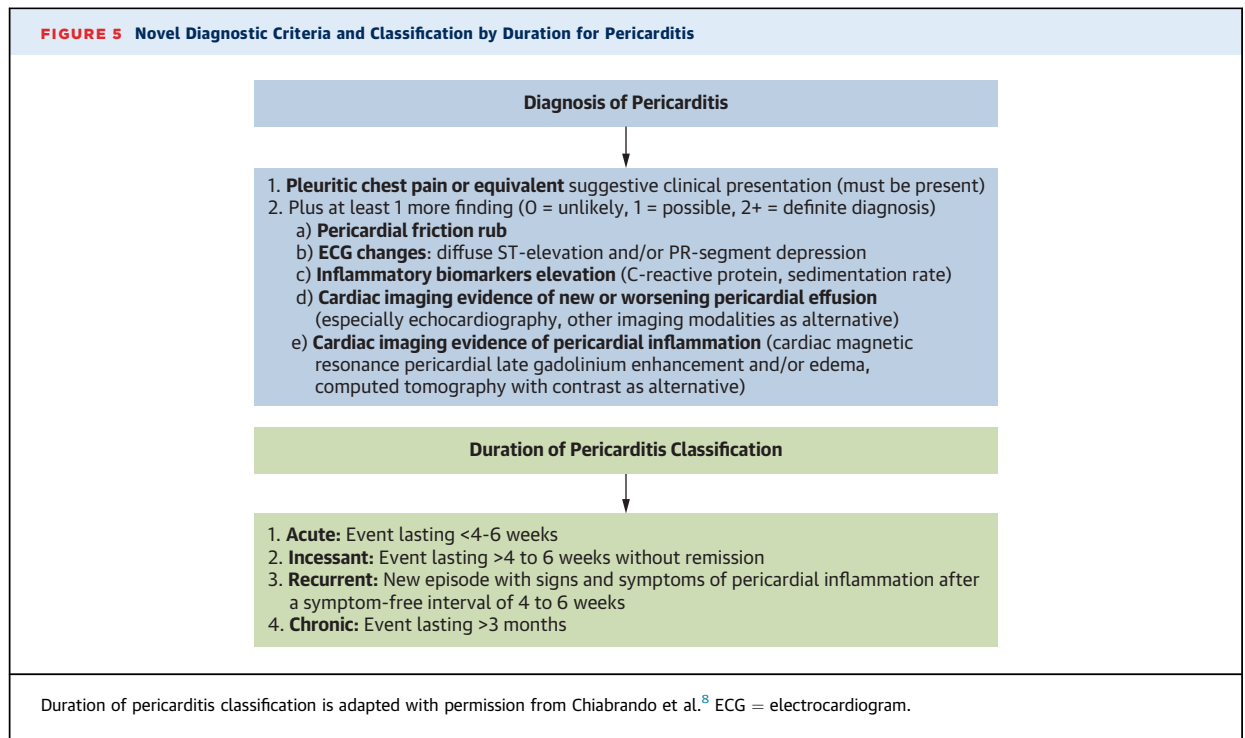 FIGURE 5 Novel Diagnostic Criteria and Classification by Duration for Pericarditis
Diagnosis of Pericarditis
1. Pleuritic chest pain or equivalent suggestive clinical presentation (must be present)
2. Plus at least 1 more finding (0 = unlikely, 1 = possible, 2+ = definite diagnosis)
a) Pericardial friction rub
b) ECG changes: diffuse ST-elevation and/or PR-segment depression
c) Inflammatory biomarkers elevation (C-reactive protein, sedimentation rate)
d) Cardiac imaging evidence of new or worsening pericardial effusion
(especially echocardiography, other imaging modalities as alternative)
e) Cardiac imaging evidence of pericardial inflammation (cardiac magnetic
resonance pericardial late gadolinium enhancement and/or edema,
computed tomography with contrast as alternative)
Duration of Pericarditis Classification
1. Acute: Event lasting <4-6 weeks
2. Incessant: Event lasting >4 to 6 weeks without remission
3. Recurrent: New episode with signs and symptoms of pericardial inflammation after
a symptom-free interval of 4 to 6 weeks
4. Chronic: Event lasting >3 months
Duration of pericarditis classification is adapted with permission from Chiabrando et al.8 ECG = electrocardiogram.